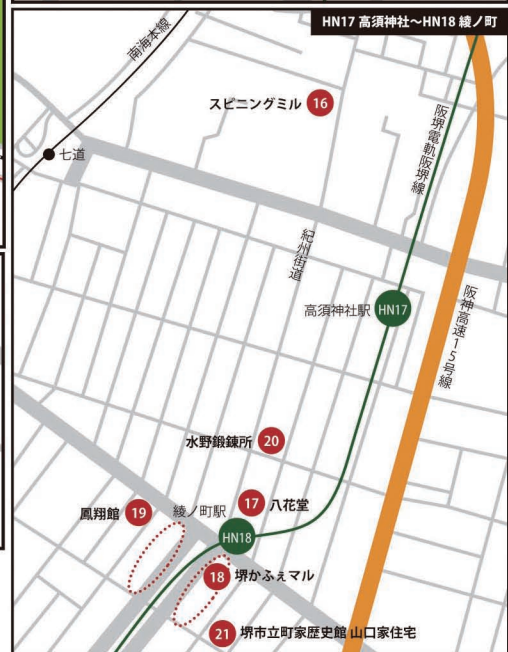 HN17 高須神社〜HN18 綾ノ町
南海本線
スピニングミル 16
七道
阪堺電軌阪堺線
紀州街道
高須神社駅 HN17
阪神高速15号線
水野鍛錬所 20
17 八花堂
鳳翔館 19
綾ノ町駅
HN18
18 堺かふぇマル
21 堺市立町家歴史館 山口家住宅